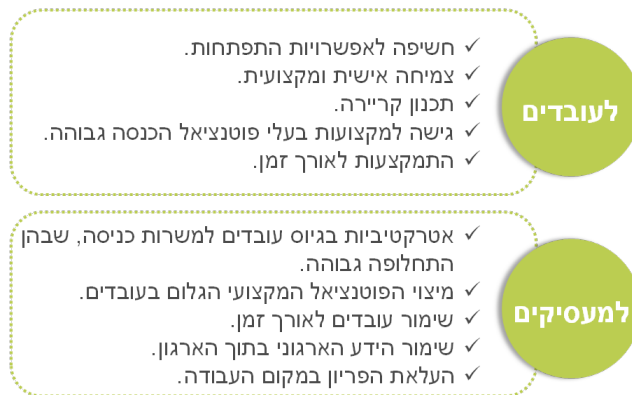 לעובדים
✓ חשיפה לאפשרויות התפתחות.
✓ צמיחה אישית ומקצועית.
✓ תכנון קריירה.
✓ גישה למקצועות בעלי פוטנציאל הכנסה גבוהה.
✓ התמקצעות לאורך זמן.
למעסיקים
✓ אטרקטיביות בגיוס עובדים למשרות כניסה, שבהן
התחלופה גבוהה.
✓ מיצוי הפוטנציאל המקצועי הגלום בעובדים.
✓ שימור עובדים לאורך זמן.
✓ שימור הידע הארגוני בתוך הארגון.
✓ העלאת הפריון במקום העבודה.